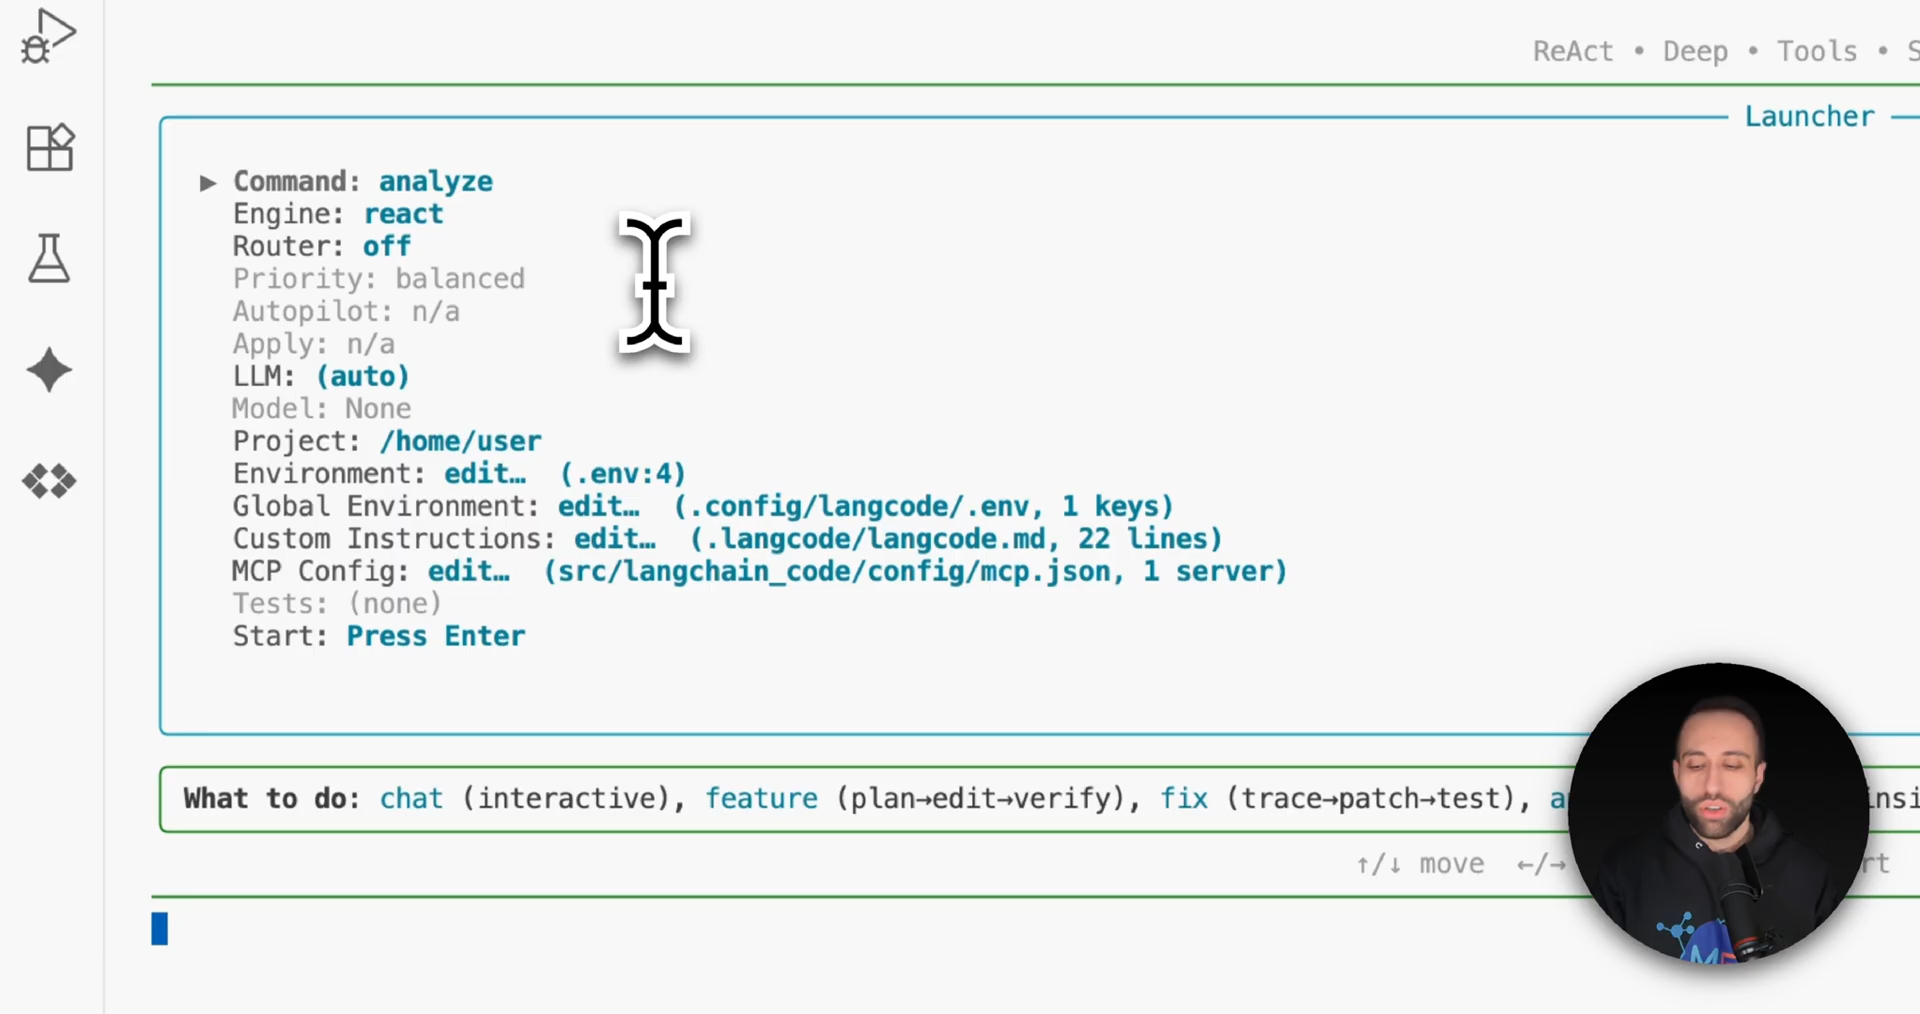 ReAct • Deep • Tools •
Launcher
▶ Command: analyze
Engine: react
Router: off
Priority: balanced
Autopilot: n/a
Apply: n/a
LLM: (auto)
Model: None
Project: /home/user
Environment: edit… (.env:4)
Global Environment: edit… (.config/langcode/.env, 1 keys)
Custom Instructions: edit… (.langcode/langcode.md, 22 lines)
MCP Config: edit… (src/langchain_code/config/mcp.json, 1 server)
Tests: (none)
Start: Press Enter
What to do: chat (interactive), feature (plan→edit→verify), fix (trace→patch→test),
↑/↓ move ←/→